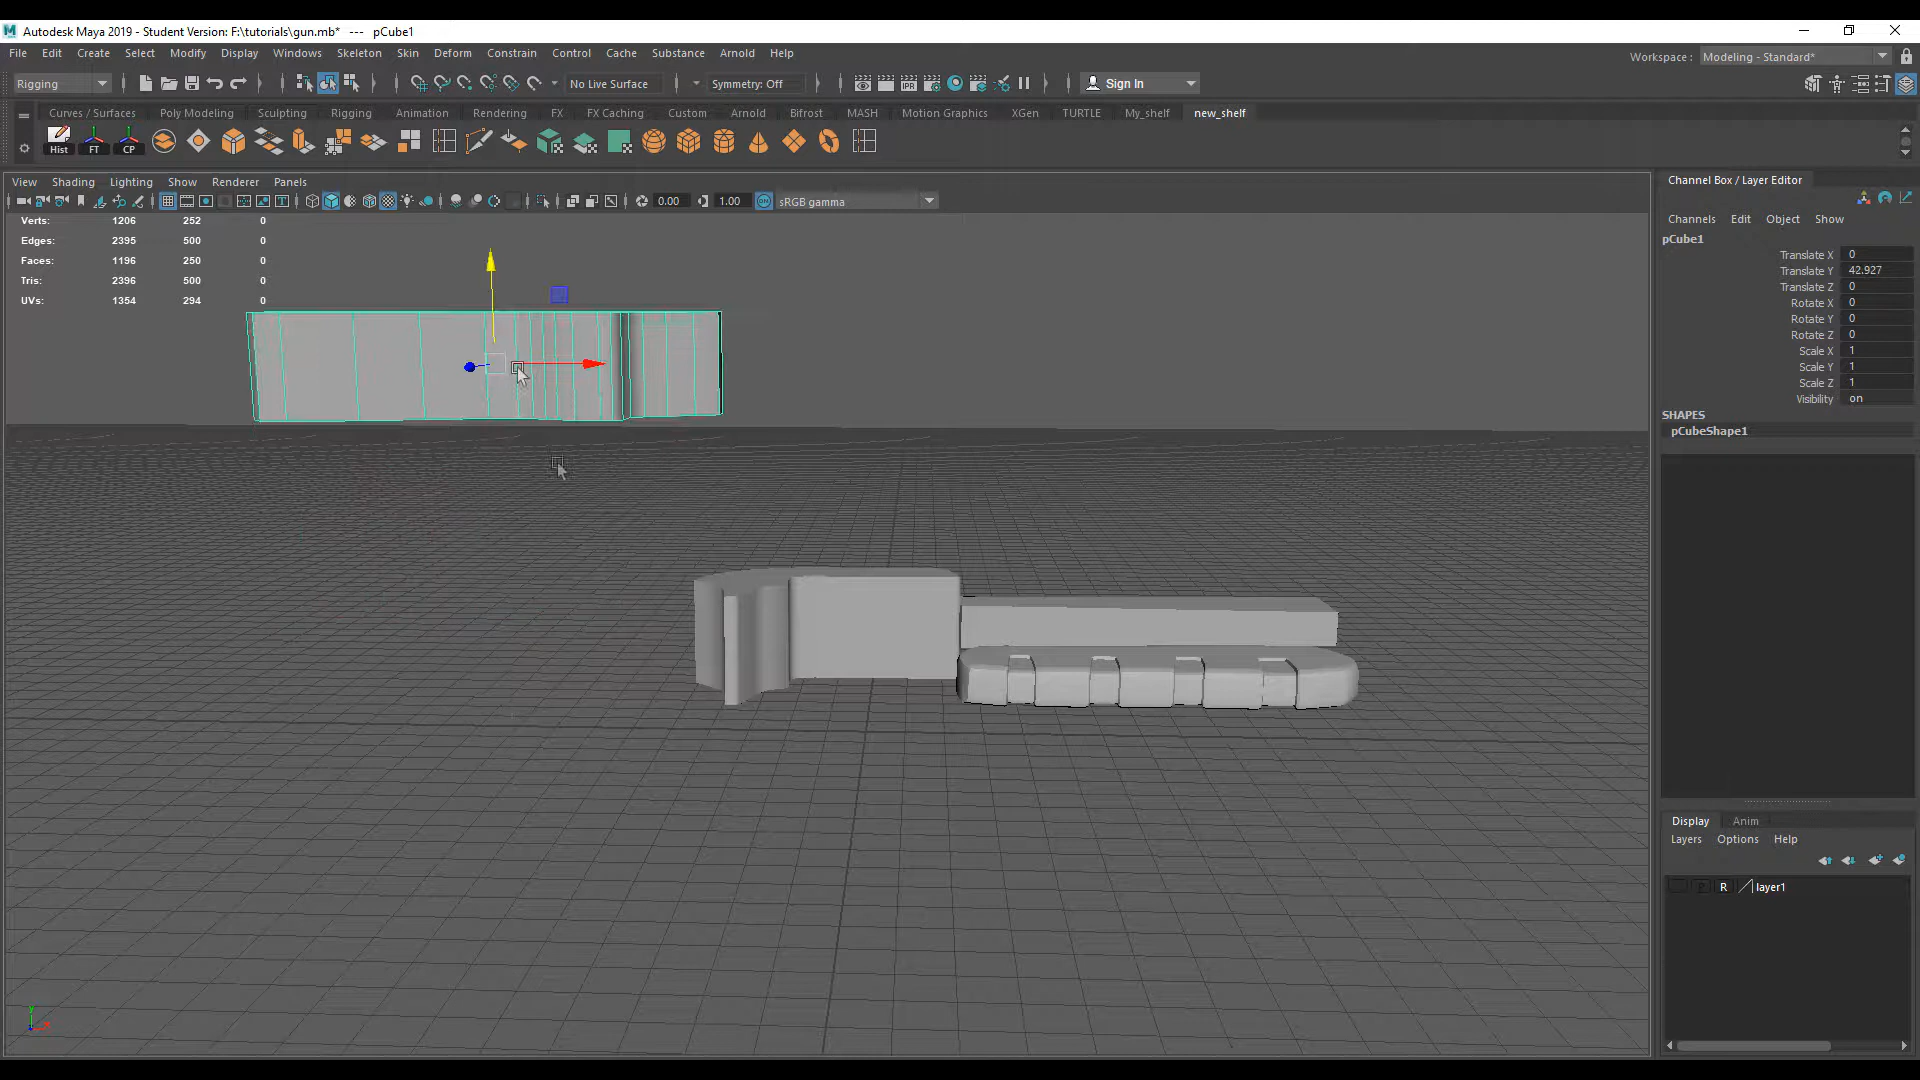 Autodesk Maya 2019 - Student Version: F:\tutorials\gun.mb* --- pCube1
File Edit Create Select Modify Display Windows Skeleton Skin Deform Constrain Control Cache Substance Arnold Help
Workspace : Modeling - Standard*
Rigging No Live Surface Symmetry: Off Sign In
Curves / Surfaces Poly Modeling Sculpting Rigging Animation Rendering FX FX Caching Custom Arnold Bifrost MASH Motion Graphics XGen TURTLE My_shelf new_shelf
Hist FT CP
IPR
View Shading Lighting Show Renderer Panels
0.00 1.00 ON sRGB gamma
Verts: 1206 252 0
Edges: 2395 500 0
Faces: 1196 250 0
Tris: 2396 500 0
UVs: 1354 294 0
Channel Box / Layer Editor
Channels Edit Object Show
pCube1
Translate X 0
Translate Y 42.927
Translate Z 0
Rotate X 0
Rotate Y 0
Rotate Z 0
Scale X 1
Scale Y 1
Scale Z 1
Visibility on
SHAPES
pCubeShape1
Display Anim
Layers Options Help
P R layer1
y
x